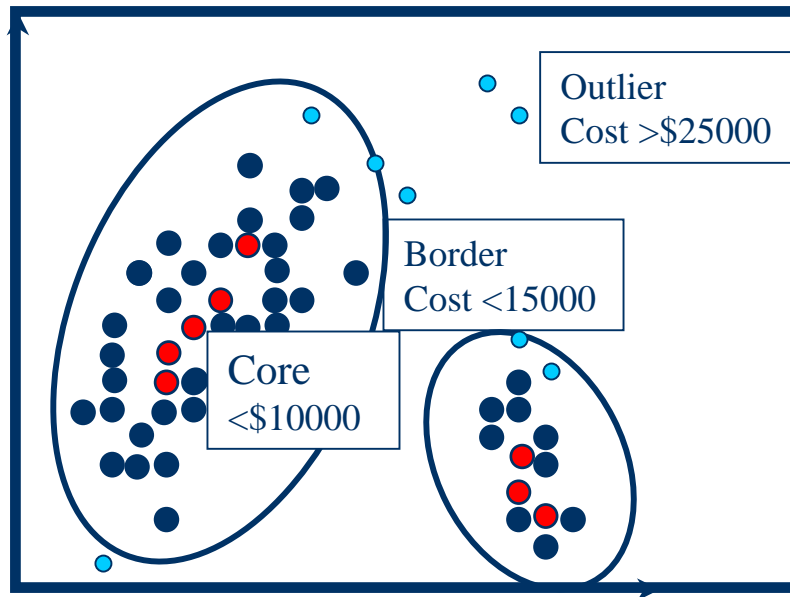 Outlier
Cost >$25000
Border
Cost <15000
Core
<$10000